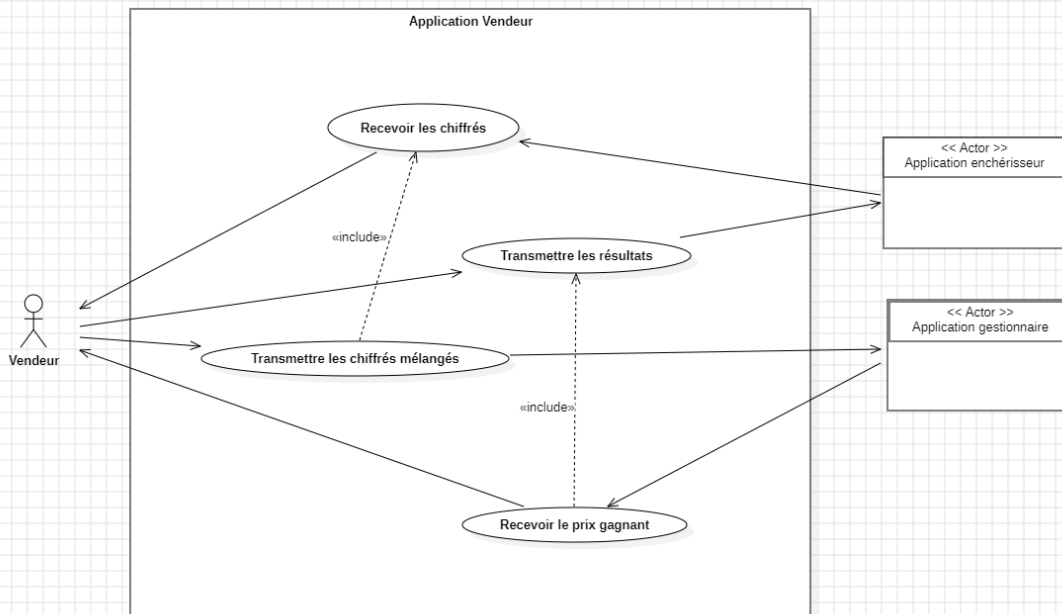 Application Vendeur
Recevoir les chiffrés
<< Actor >>
Application enchérisseur
«include»
Transmettre les résultats
<< Actor >>
Application gestionnaire
Vendeur
Transmettre les chiffrés mélangés
«include»
Recevoir le prix gagnant